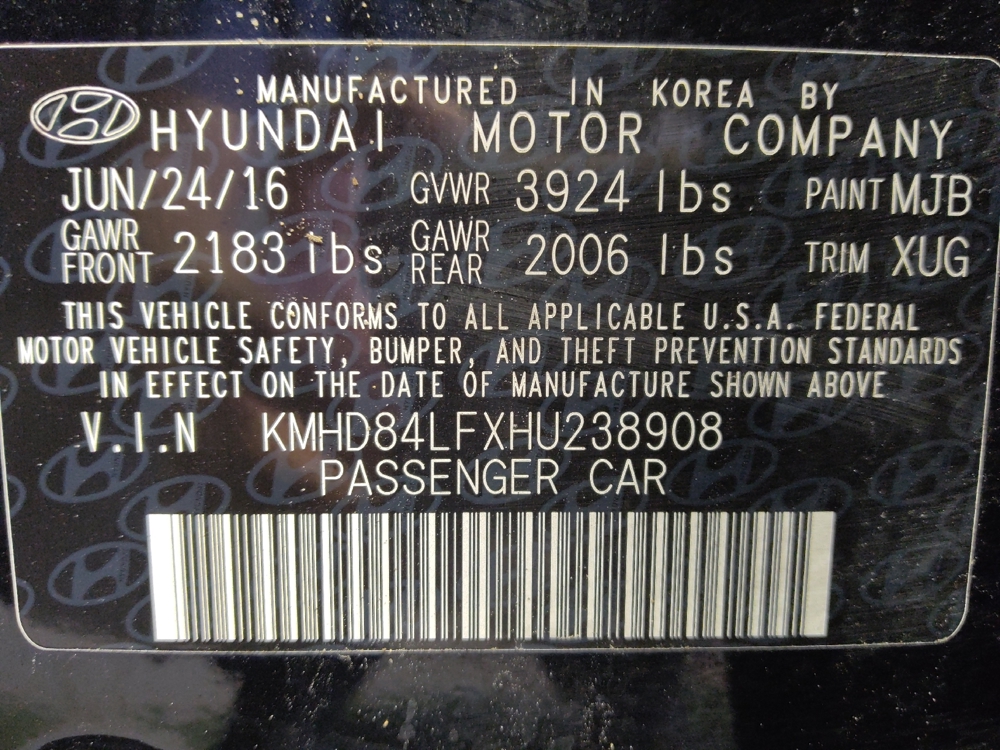 MANUFACTURED IN KOREA BY
HYUNDAI MOTOR COMPANY
JUN/24/16 GVWR 3924 lbs PAINT MJB
GAWR FRONT 2183 lbs GAWR REAR 2006 lbs TRIM XUG
THIS VEHICLE CONFORMS TO ALL APPLICABLE U.S.A. FEDERAL
MOTOR VEHICLE SAFETY, BUMPER, AND THEFT PREVENTION STANDARDS
IN EFFECT ON THE DATE OF MANUFACTURE SHOWN ABOVE
V.I.N KMHD84LFXHU238908
PASSENGER CAR